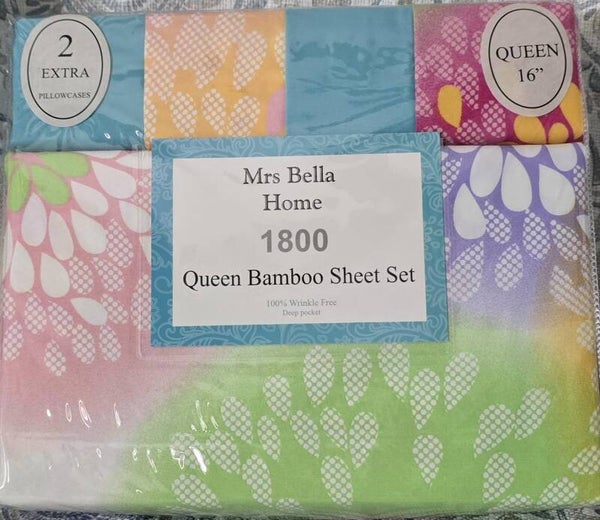 2
EXTRA
PILLOWCASES
QUEEN
16”
Mrs Bella
Home
1800
Queen Bamboo Sheet Set
100% Wrinkle Free
Deep pocket